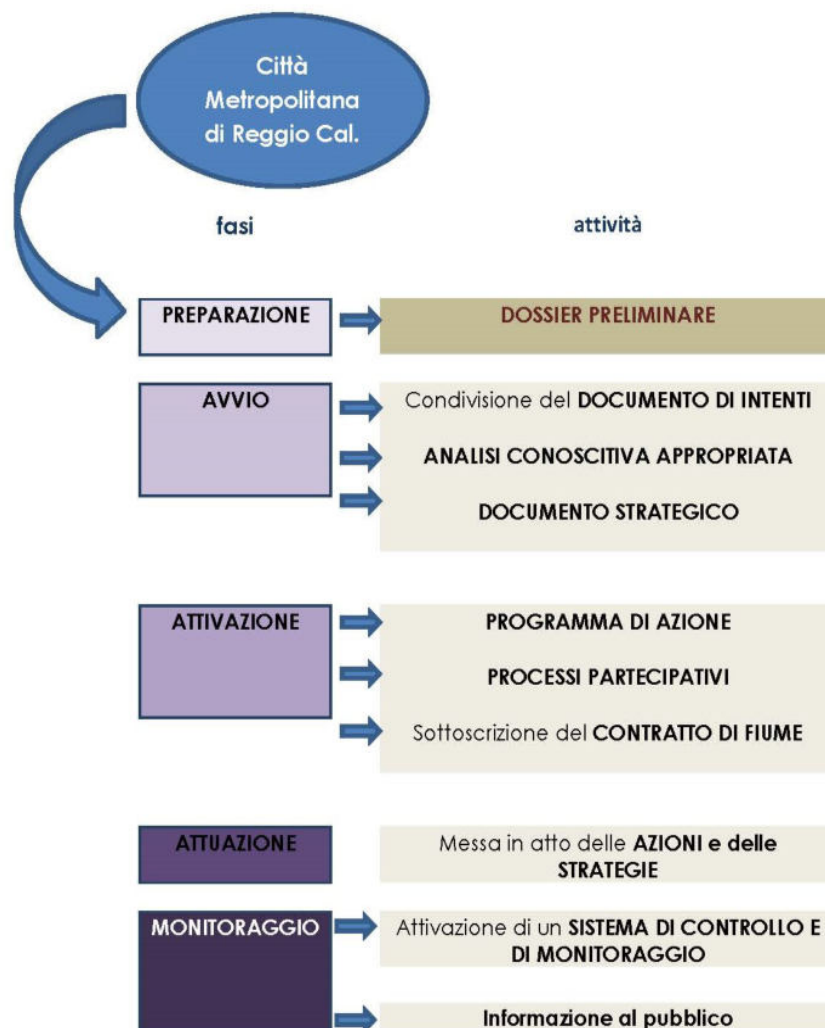 Città
Metropolitana
di Reggio Cal.
fasi
attività
PREPARAZIONE
DOSSIER PRELIMINARE
AVVIO
Condivisione del DOCUMENTO DI INTENTI
ANALISI CONOSCITIVA APPROPRIATA
DOCUMENTO STRATEGICO
ATTIVAZIONE
PROGRAMMA DI AZIONE
PROCESSI PARTECIPATIVI
Sottoscrizione del CONTRATTO DI FIUME
ATTUAZIONE
Messa in atto delle AZIONI e delle
STRATEGIE
MONITORAGGIO
Attivazione di un SISTEMA DI CONTROLLO E
DI MONITORAGGIO
Informazione al pubblico